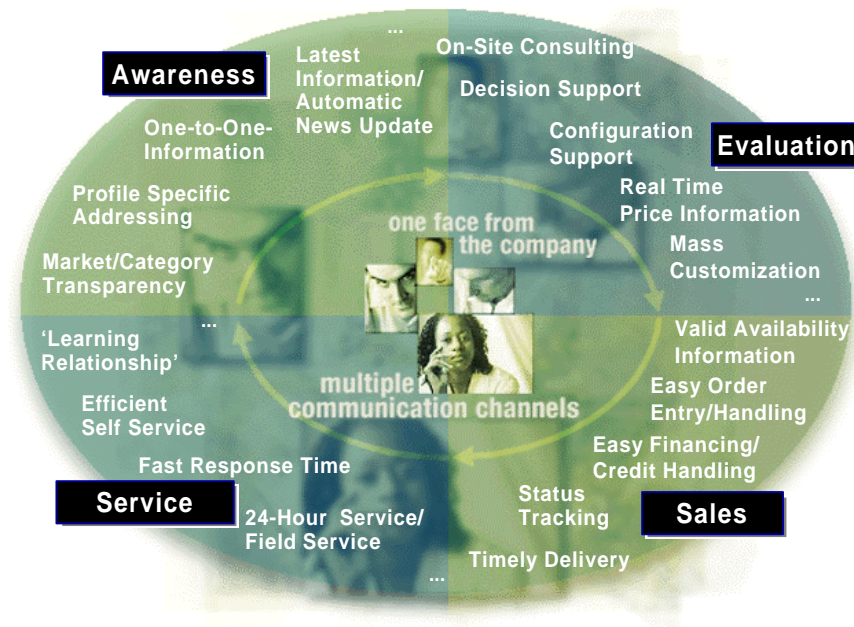 ...
Awareness
Latest
Information/
Automatic
News Update
One-to-One-
Information
Profile Specific
Addressing
Market/Category
Transparency
...
On-Site Consulting
Decision Support
Configuration
Support
Evaluation
Real Time
Price Information
Mass
Customization
...
one face from
the company
multiple
communication channels
Valid Availability
Information
Easy Order
Entry/Handling
Easy Financing/
Credit Handling
Status
Tracking
Sales
Timely Delivery
‘Learning
Relationship’
Efficient
Self Service
Fast Response Time
Service
24-Hour Service/
Field Service
...